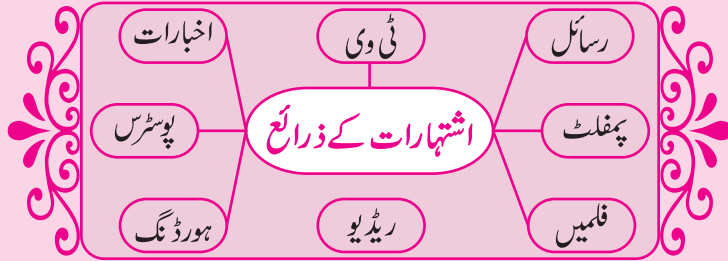 رسائل
ٹی وی
اخبارات
پمفلٹ
اشتہارات کے ذرائع
پوسٹرس
فلمیں
ریڈیو
ہورڈنگ